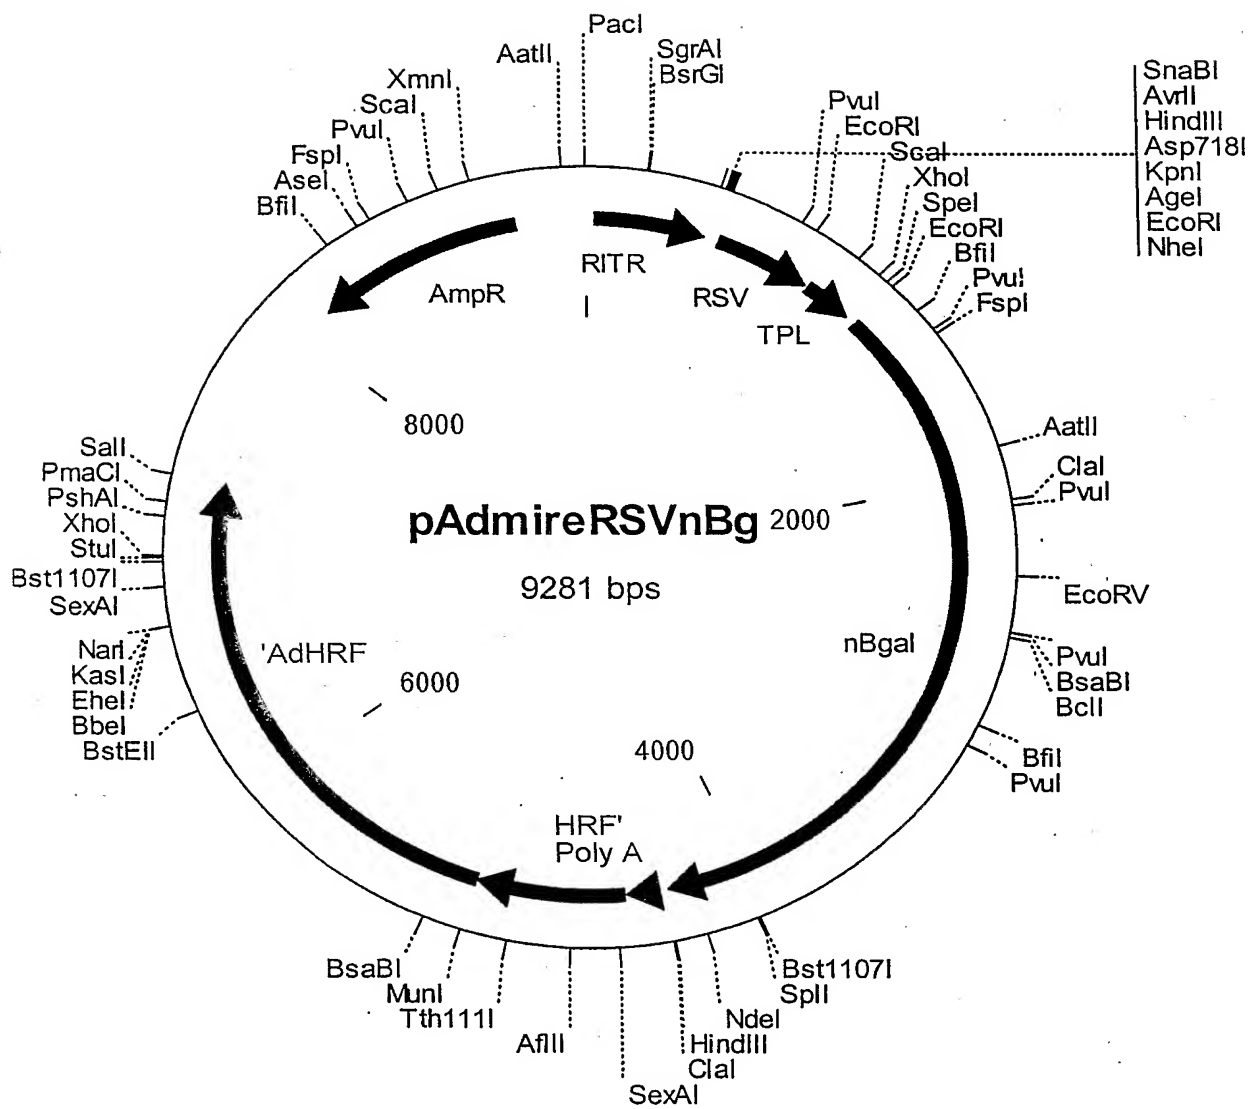 PacI
AatII
SgrAI
BsrGI
XmnI
ScaI
PvuI
FspI
AseI
BfiI
PvuI
EcoRI
ScaI
XhoI
SpeI
EcoRI
BfiI
PvuI
FspI
SnaBI
AvrII
HindIII
Asp718I
KpnI
AgeI
EcoRI
NheI
RITR
AmpR
RSV
TPL
I
8000
AatII
ClaI
PvuI
SalI
PmaCI
PshAI
XhoI
StuI
Bst1107I
SexAI
pAdmireRSVnBg
2000
9281 bps
EcoRV
NarI
KasI
EheI
BbeI
BstEII
'AdHRF
6000
nBgal
PvuI
BsaBI
BclI
4000
BfiI
PvuI
HRF'
Poly A
BsaBI
MunI
Tth111I
AflII
SexAI
Bst1107I
SplI
NdeI
HindIII
ClaI